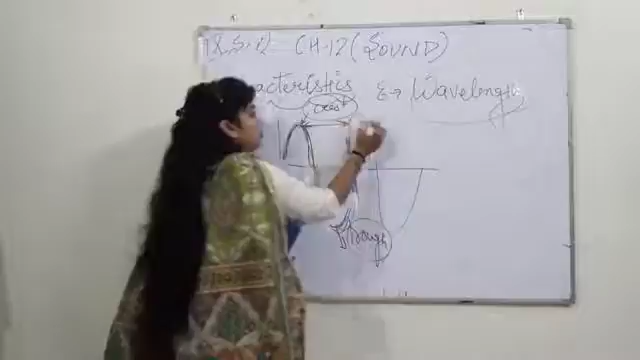 CH-12 (SOUND)
acteristics ε→ Wavelength
crest
Trough